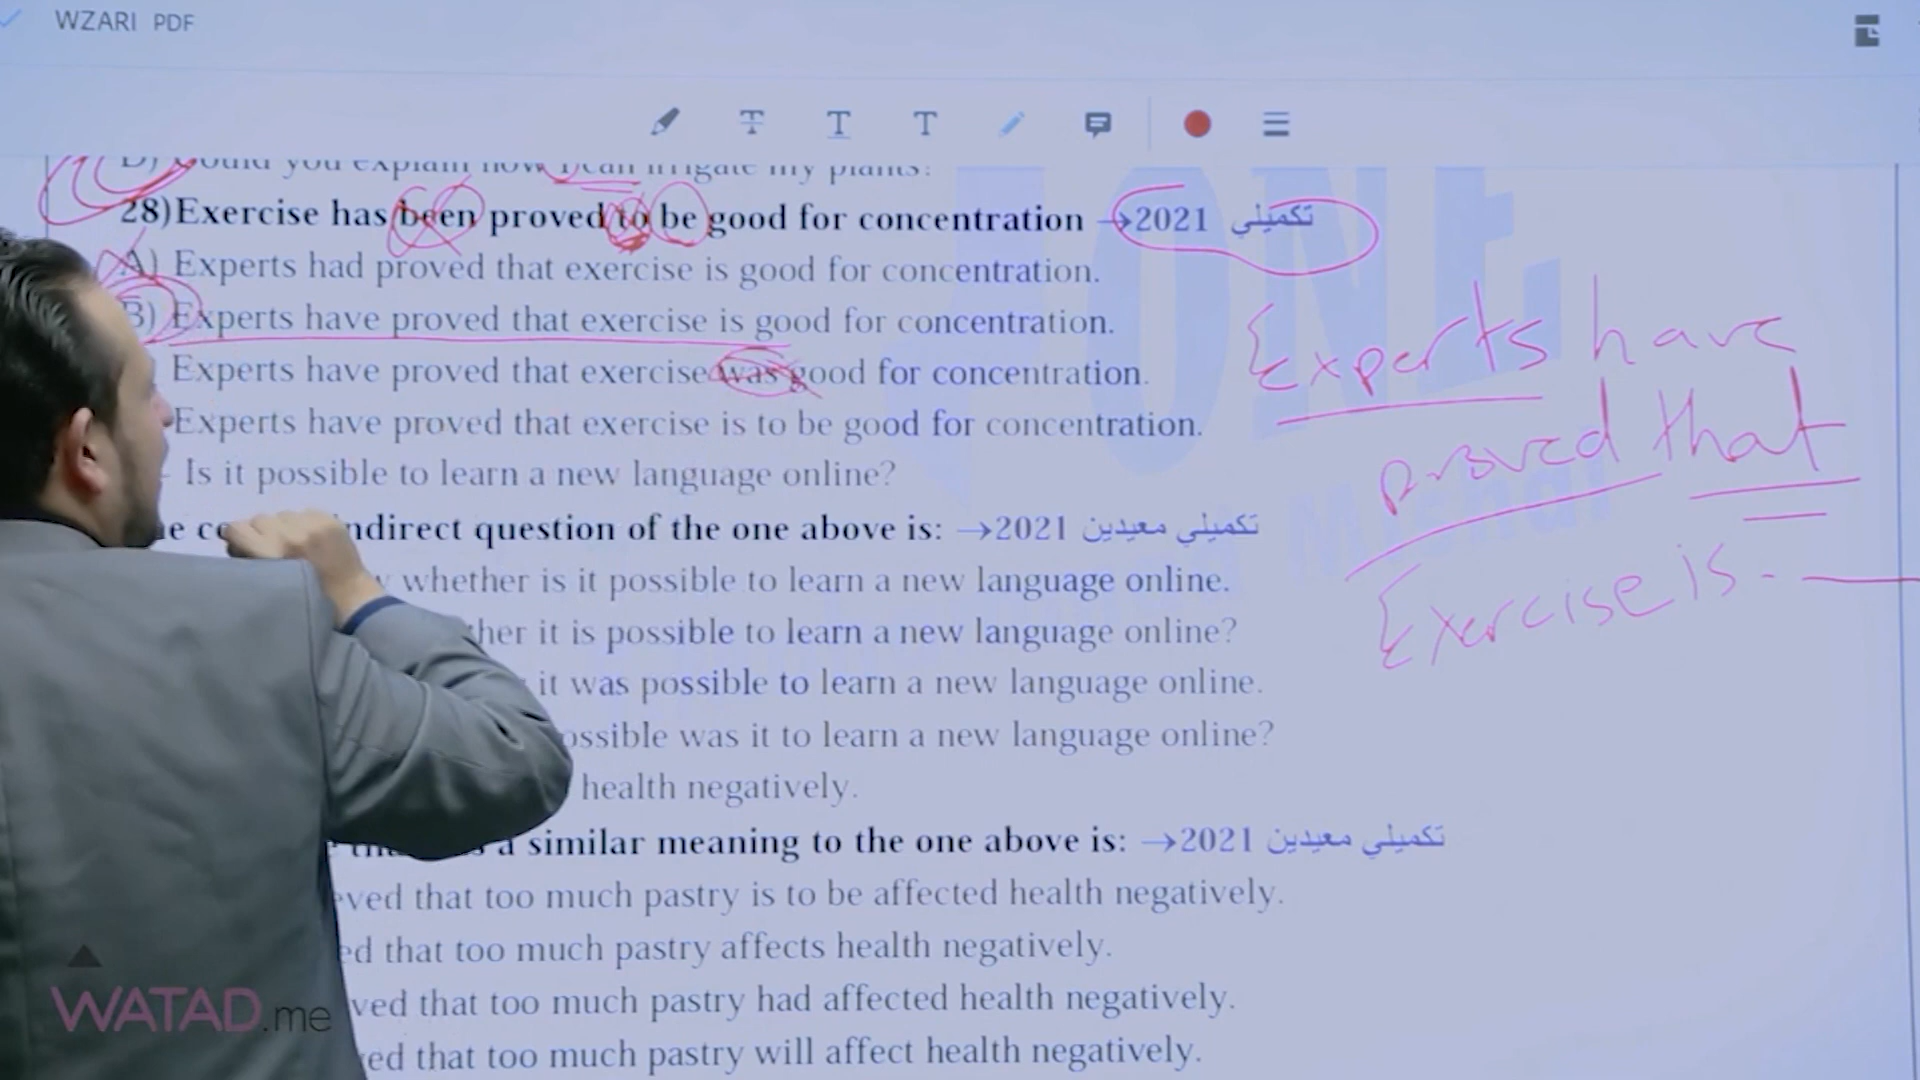 WZARI PDF
T T T
D) Could you explain how I can irrigate my plants?
28)Exercise has been proved to be good for concentration →2021 تكميلي
A) Experts had proved that exercise is good for concentration.
B) Experts have proved that exercise is good for concentration.
Experts have proved that exercise was good for concentration.
Experts have proved that exercise is to be good for concentration.
Is it possible to learn a new language online?
indirect question of the one above is: →2021 تكميلي معيدين
whether is it possible to learn a new language online.
it is possible to learn a new language online?
it was possible to learn a new language online.
was it to learn a new language online?
health negatively.
a similar meaning to the one above is: →2021 تكميلي معيدين
that too much pastry is to be affected health negatively.
that too much pastry affects health negatively.
that too much pastry had affected health negatively.
that too much pastry will affect health negatively.
Experts have
proved that
Exercise is
WATAD.me